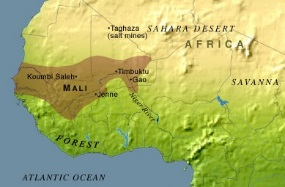 Taghaza
(salt mines)
SAHARA DESERT
AFRICA
Koumbi Saleh
Timbuktu
Gao
MALI
Jenne
SAVANNA
Niger River
FOREST
ATLANTIC OCEAN